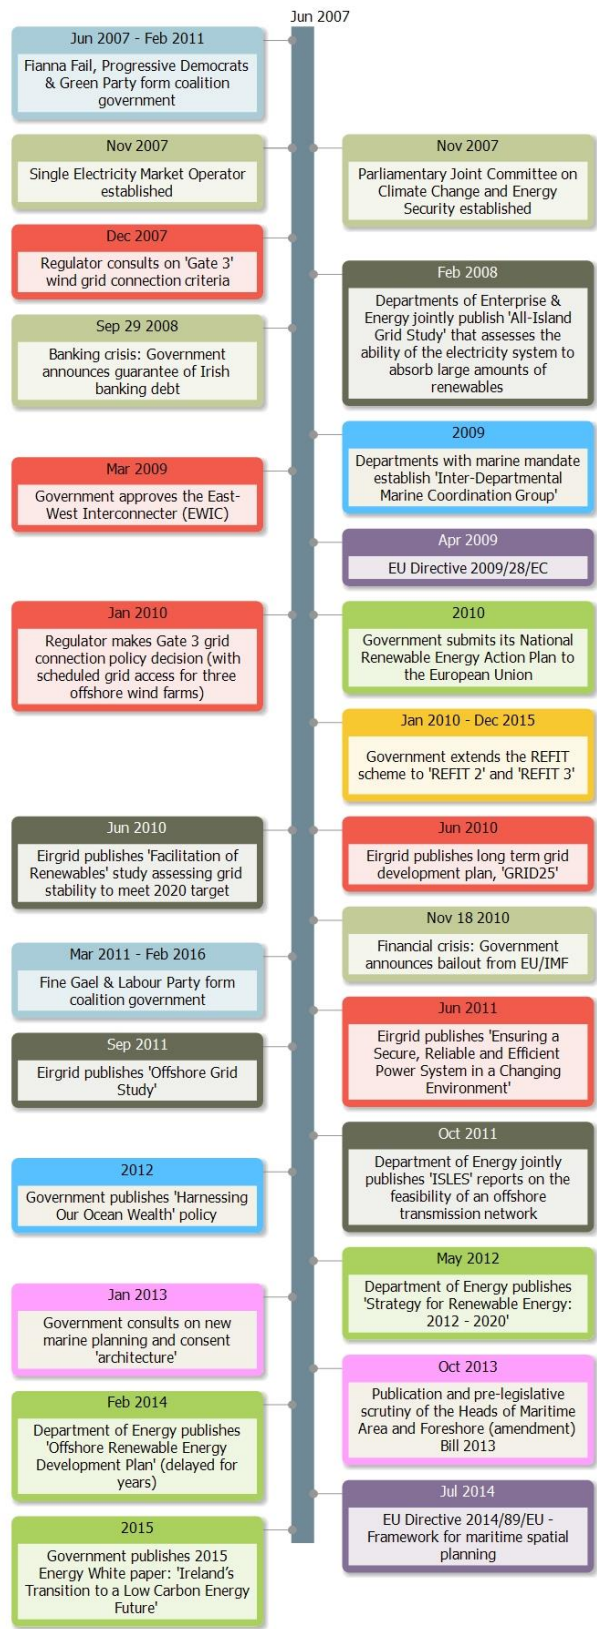 Jun 2007
Jun 2007 - Feb 2011
Fianna Fail, Progressive Democrats
& Green Party form coalition
government
Nov 2007
Single Electricity Market Operator
established
Nov 2007
Parliamentary Joint Committee on
Climate Change and Energy
Security established
Dec 2007
Regulator consults on 'Gate 3'
wind grid connection criteria
Feb 2008
Departments of Enterprise &
Energy jointly publish 'All-Island
Grid Study' that assesses the
ability of the electricity system to
absorb large amounts of
renewables
Sep 29 2008
Banking crisis: Government
announces guarantee of Irish
banking debt
2009
Departments with marine mandate
establish 'Inter-Departmental
Marine Coordination Group'
Mar 2009
Government approves the East-
West Interconnecter (EWIC)
Apr 2009
EU Directive 2009/28/EC
Jan 2010
Regulator makes Gate 3 grid
connection policy decision (with
scheduled grid access for three
offshore wind farms)
2010
Government submits its National
Renewable Energy Action Plan to
the European Union
Jan 2010 - Dec 2015
Government extends the REFIT
scheme to 'REFIT 2' and 'REFIT 3'
Jun 2010
Eirgrid publishes 'Facilitation of
Renewables' study assessing grid
stability to meet 2020 target
Jun 2010
Eirgrid publishes long term grid
development plan, 'GRID25'
Nov 18 2010
Financial crisis: Government
announces bailout from EU/IMF
Mar 2011 - Feb 2016
Fine Gael & Labour Party form
coalition government
Jun 2011
Eirgrid publishes 'Ensuring a
Secure, Reliable and Efficient
Power System in a Changing
Environment'
Sep 2011
Eirgrid publishes 'Offshore Grid
Study'
Oct 2011
Department of Energy jointly
publishes 'ISLES' reports on the
feasibility of an offshore
transmission network
2012
Government publishes 'Harnessing
Our Ocean Wealth' policy
May 2012
Department of Energy publishes
'Strategy for Renewable Energy:
2012 - 2020'
Jan 2013
Government consults on new
marine planning and consent
'architecture'
Oct 2013
Publication and pre-legislative
scrutiny of the Heads of Maritime
Area and Foreshore (amendment)
Bill 2013
Feb 2014
Department of Energy publishes
'Offshore Renewable Energy
Development Plan' (delayed for
years)
Jul 2014
EU Directive 2014/89/EU -
Framework for maritime spatial
planning
2015
Government publishes 2015
Energy White paper: 'Ireland's
Transition to a Low Carbon Energy
Future'